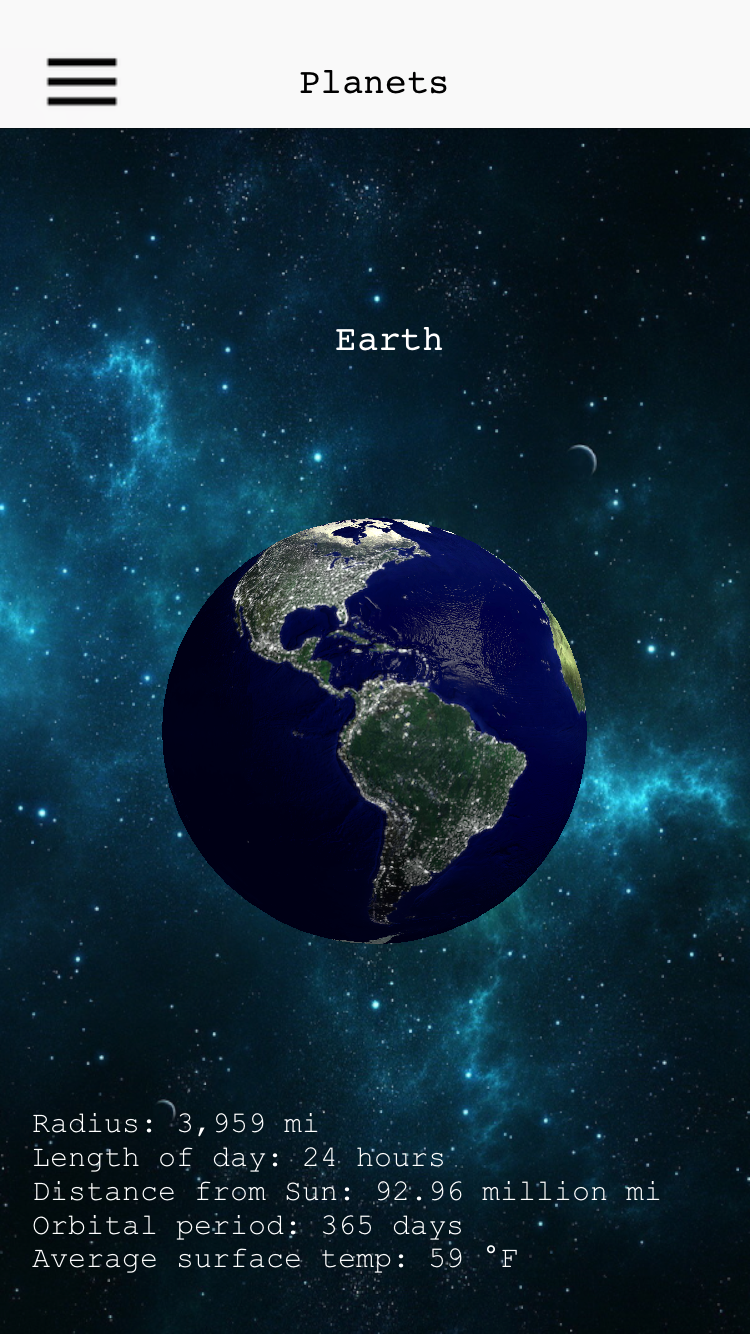 Planets
Earth
Radius: 3,959 mi
Length of day: 24 hours
Distance from Sun: 92.96 million mi
Orbital period: 365 days
Average surface temp: 59 °F